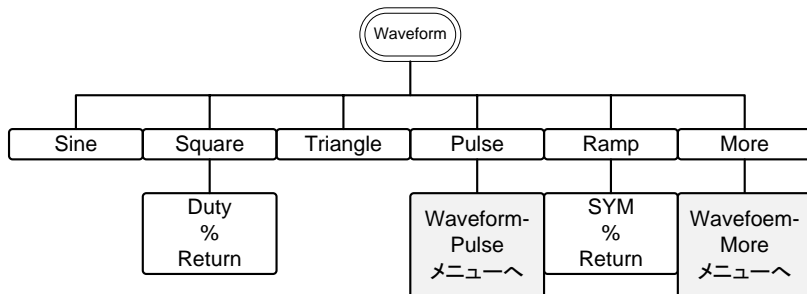 Waveform
Sine
Square
Triangle
Pulse
Ramp
More
Duty
%
Return
Waveform-
Pulse
メニューへ
SYM
%
Return
Wavefoem-
More
メニューへ